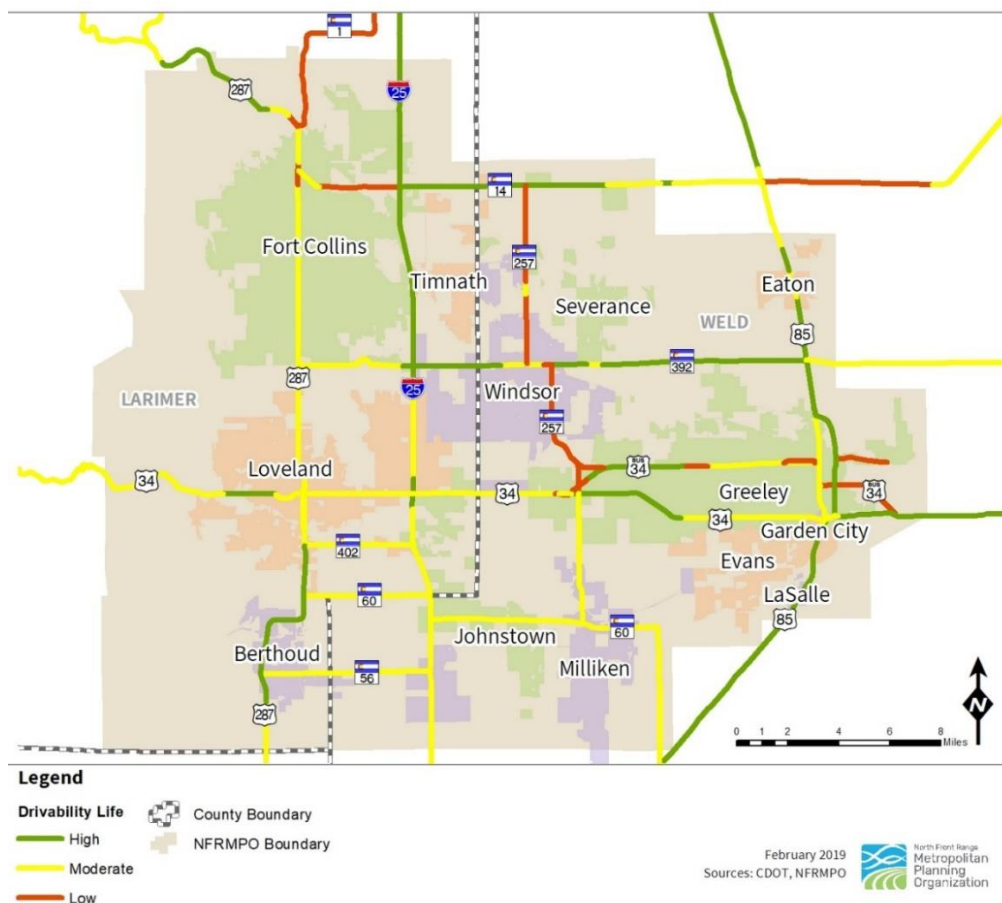 1
287
25
14
Fort Collins
257
Timnath
Severance
Eaton
WELD
85
392
287
25
LARIMER
Windsor
257
Loveland
BUS
34
34
34
Greeley
BUS
34
34
Garden City
402
Evans
60
LaSalle
85
Johnstown
60
Berthoud
Milliken
56
287
N
0 1 2 4 6 8
Miles
Legend
Drivability Life
High
Moderate
Low
County Boundary
NFRMPO Boundary
February 2019
Sources: CDOT, NFRMPO
North Front Range
Metropolitan
Planning
Organization